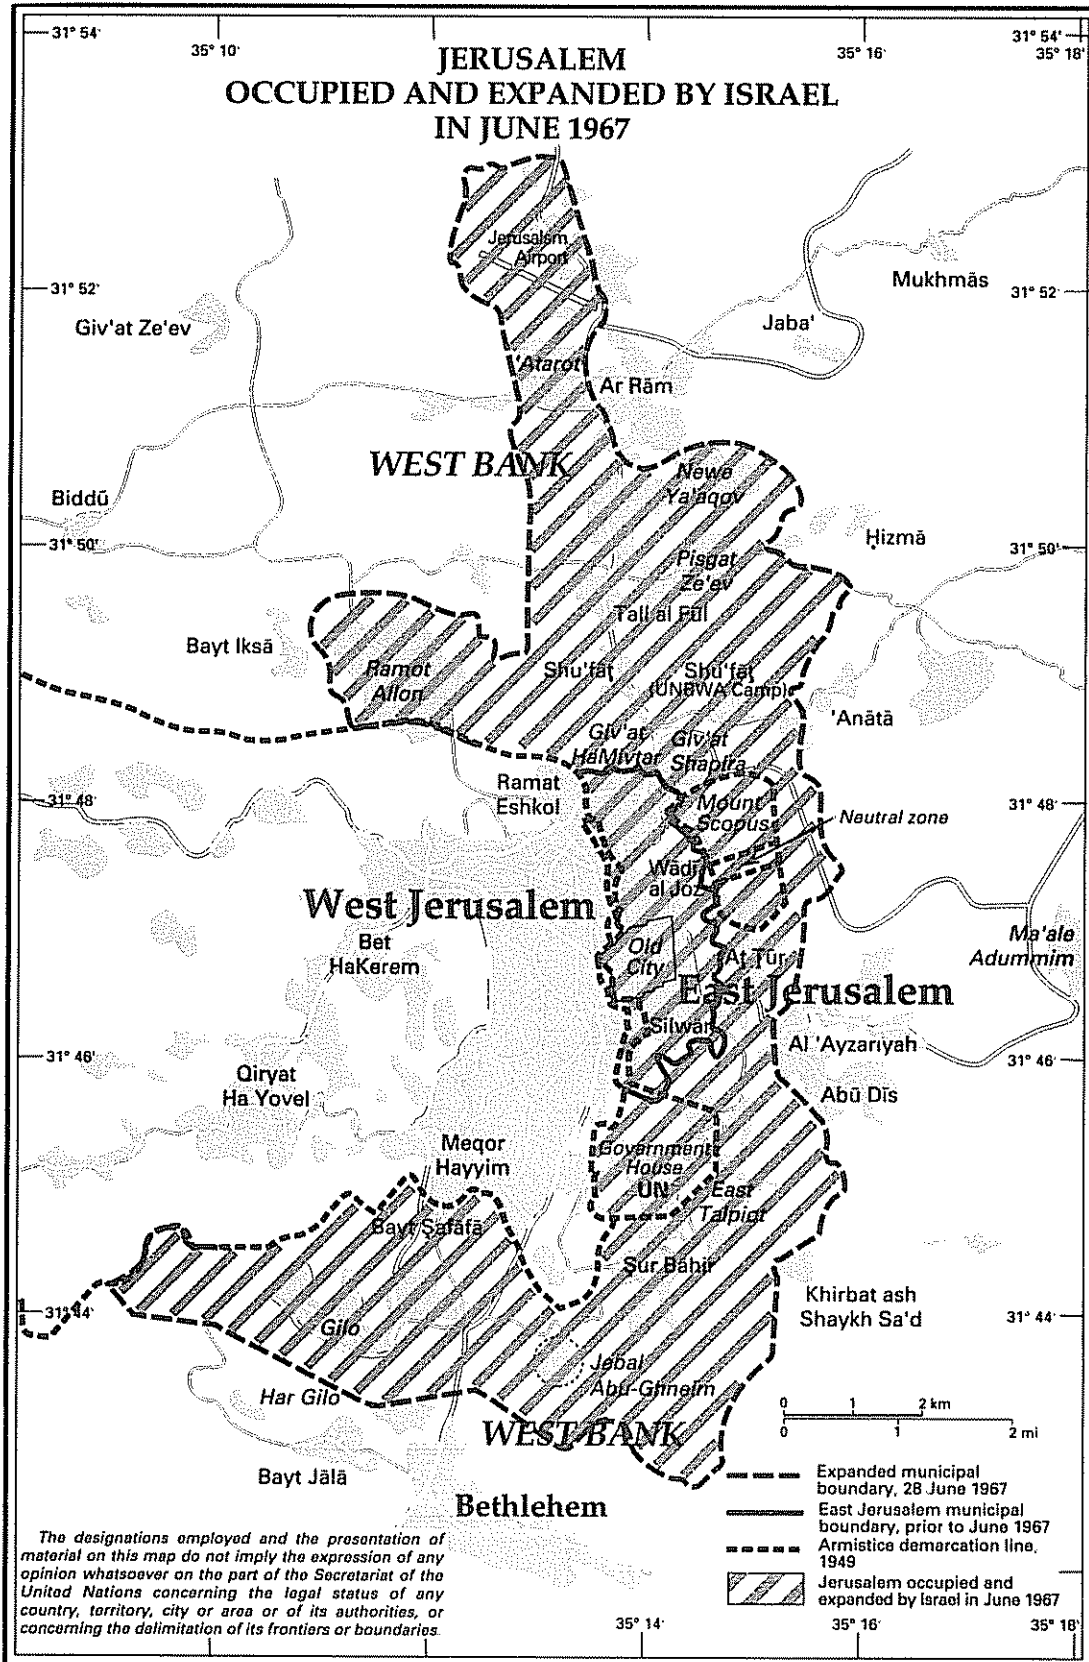 31° 54'
35° 10'
35° 16'
31° 54'
35° 18'
JERUSALEM
OCCUPIED AND EXPANDED BY ISRAEL
IN JUNE 1967
Jerusalem
Airport
Mukhmās
31° 52'
31° 52'
Giv'at Ze'ev
Jaba'
'Atarot
Ar Rām
WEST BANK
Newe
Ya'aqov
Biddū
31° 50'
Ḥizmā
31° 50'
Pisgat
Ze'ev
Tall al Fūl
Bayt Iksā
Ramot
Allon
Shu'fāṭ
Shu'fāṭ
(UNRWA Camp)
'Anātā
Giv'at
HaMivtar
Giv'at
Shapira
Ramat
Eshkol
31° 48'
31° 48'
Mount
Scopus
Neutral zone
Wādī
al Jōz
West Jerusalem
Bet
HaKerem
Old
City
Aṭ Ṭūr
Ma'ale
Adummim
East Jerusalem
Silwān
31° 46'
Al 'Ayzarīyah
31° 46'
Qiryat
Ha Yovel
Abū Dīs
Meqor
Hayyim
Government
House
UN
East
Talpiot
Bayt Ṣafāfā
Ṣūr Bāhir
31° 44'
Khirbat ash
Shaykh Sa'd
31° 44'
Gilo
Jebal
Abu-Ghneim
Har Gilo
0 1 2 km
0 1 2 mi
WEST BANK
Bayt Jālā
Bethlehem
Expanded municipal
boundary, 28 June 1967
East Jerusalem municipal
boundary, prior to June 1967
Armistice demarcation line,
1949
Jerusalem occupied and
expanded by Israel in June 1967
The designations employed and the presentation of
material on this map do not imply the expression of any
opinion whatsoever on the part of the Secretariat of the
United Nations concerning the legal status of any
country, territory, city or area or of its authorities, or
concerning the delimitation of its frontiers or boundaries.
35° 14'
35° 16'
35° 18'